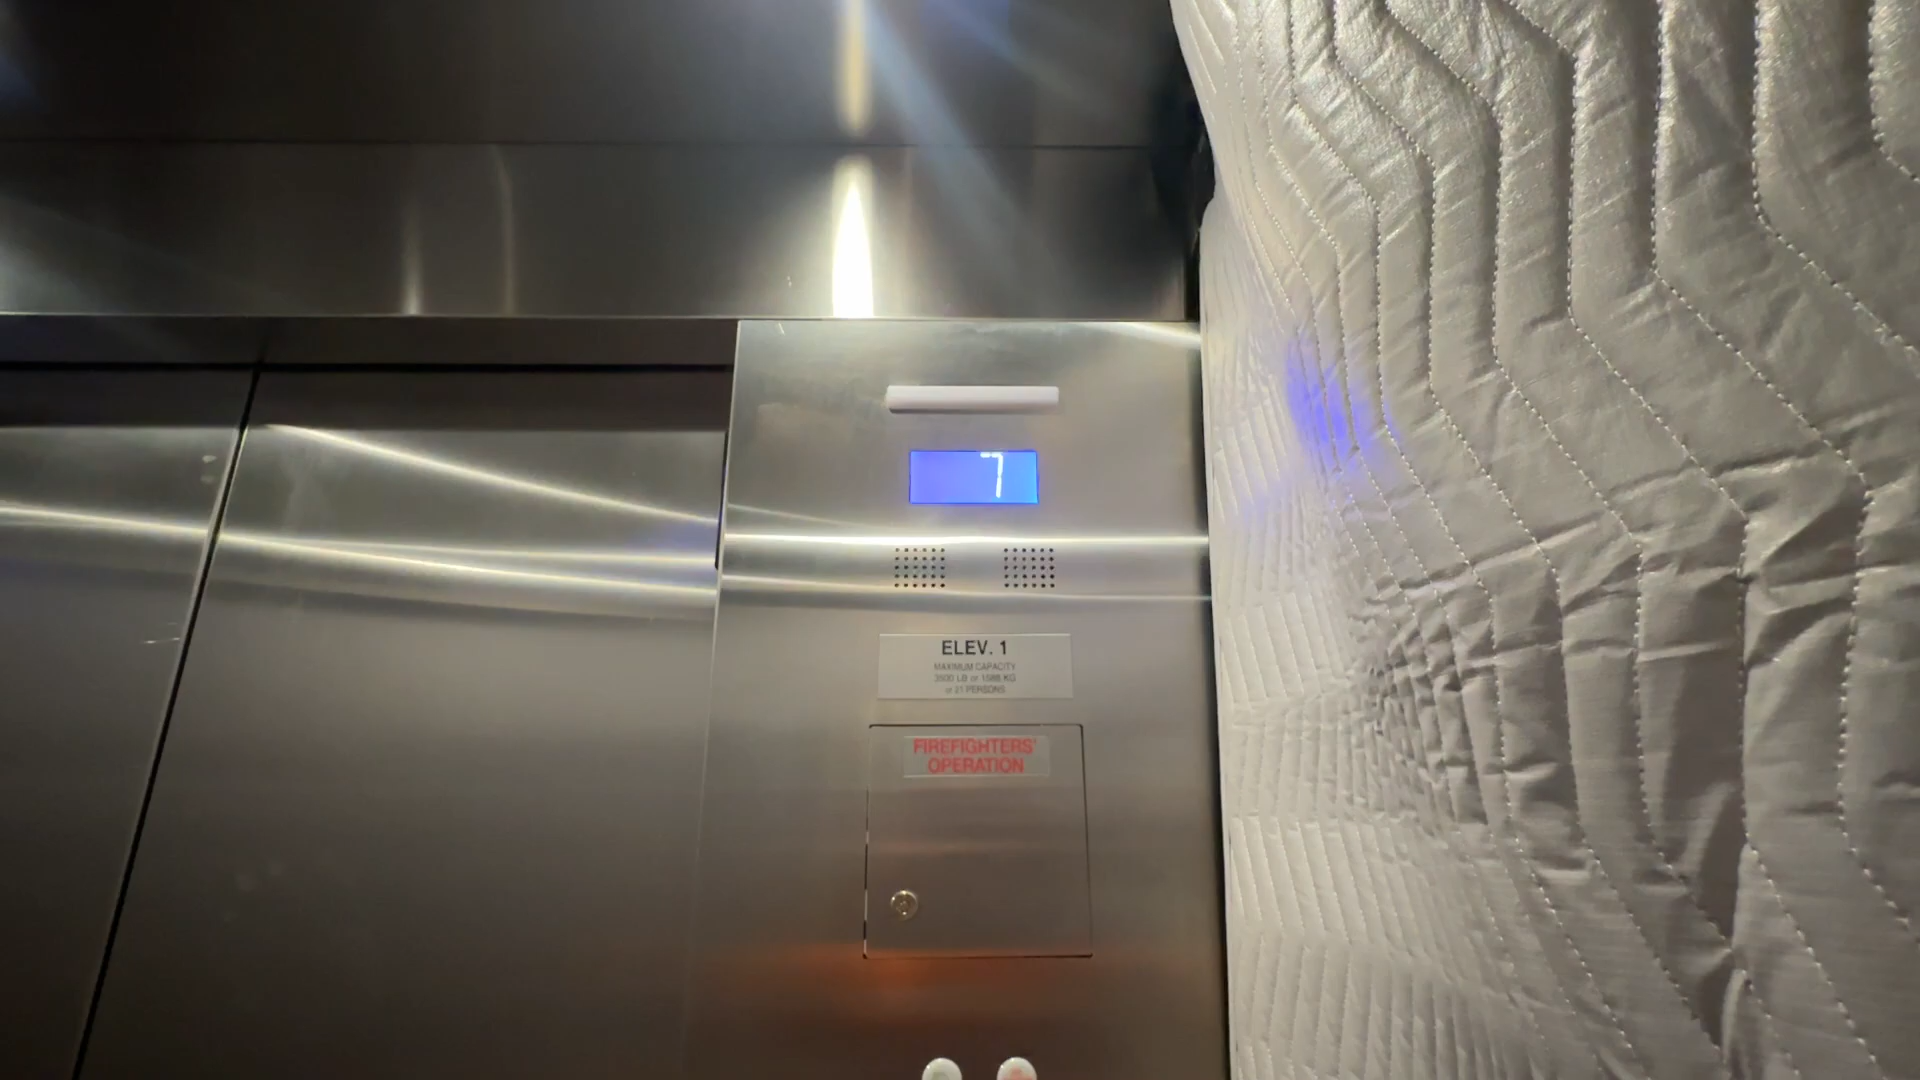 7
ELEV. 1
MAXIMUM CAPACITY
3500 LB or 1588 KG
or 21 PERSONS
FIREFIGHTERS'
OPERATION